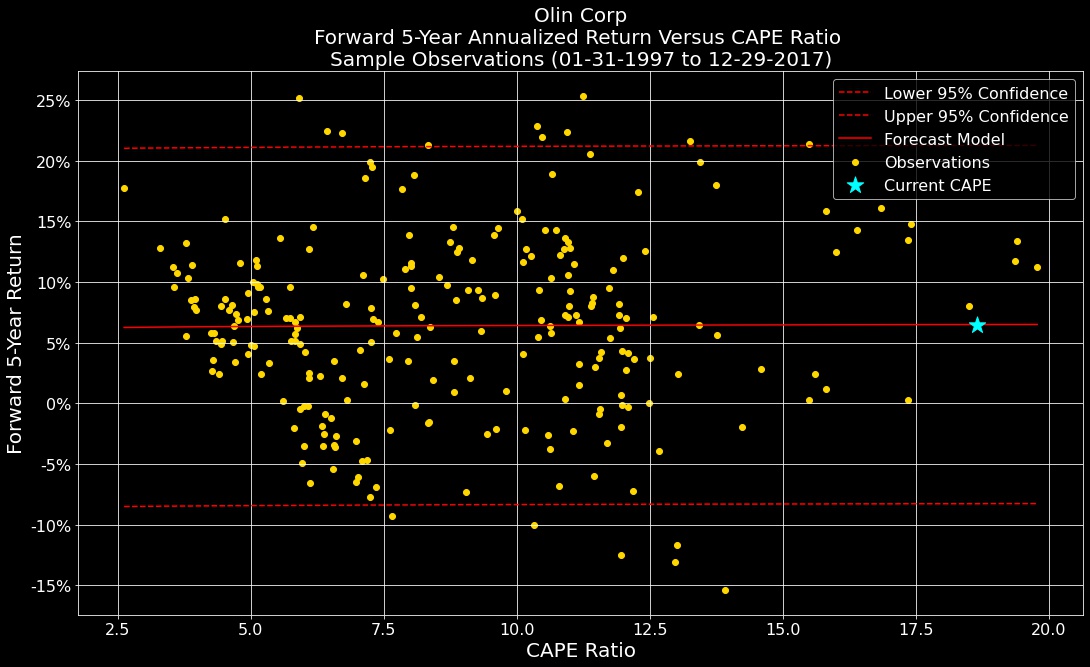 Olin Corp
Forward 5-Year Annualized Return Versus CAPE Ratio
Sample Observations (01-31-1997 to 12-29-2017)
Lower 95% Confidence
Upper 95% Confidence
Forecast Model
Observations
Current CAPE
Forward 5-Year Return
25%
20%
15%
10%
5%
0%
-5%
-10%
-15%
2.5 5.0 7.5 10.0 12.5 15.0 17.5 20.0
CAPE Ratio